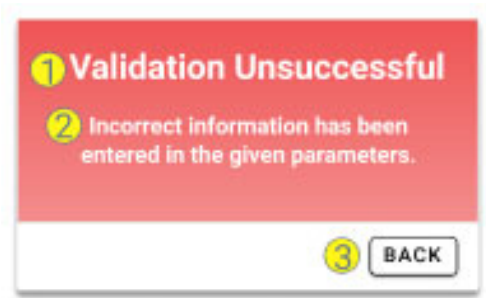 1 Validation Unsuccessful
2 Incorrect information has been
entered in the given parameters.
3 BACK